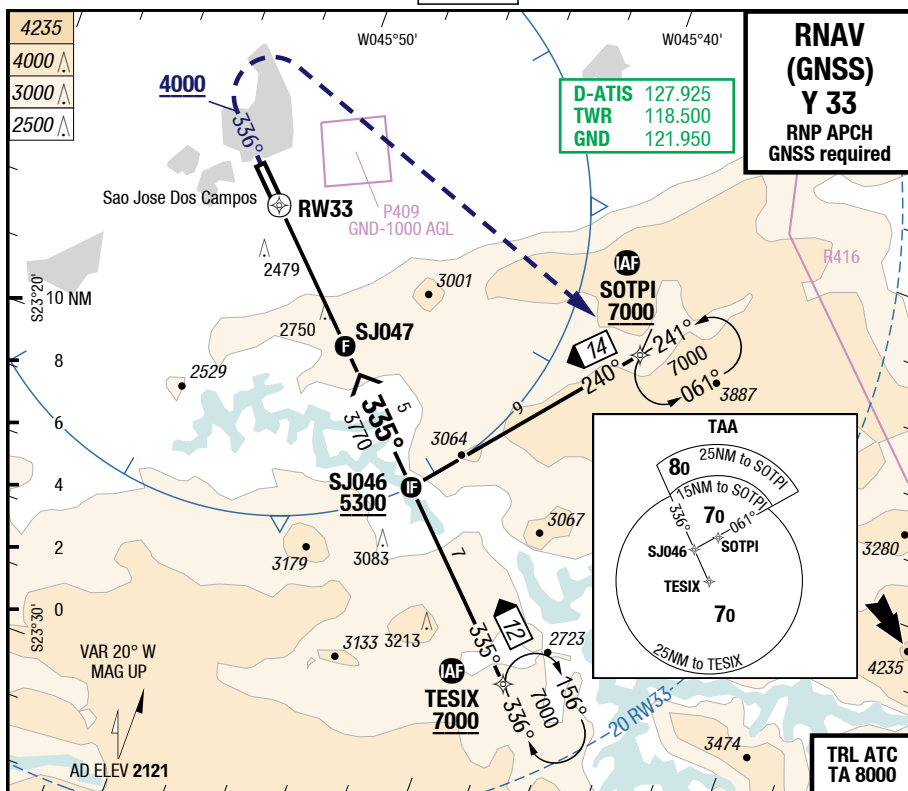 4235
4000
3000
2500
W045°50'
W045°40'
RNAV
(GNSS)
Y 33
RNP APCH
GNSS required
4000
336°
D-ATIS 127.925
TWR 118.500
GND 121.950
Sao Jose Dos Campos
RW33
P409
GND-1000 AGL
R416
2479
3001
IAF
SOTPI
7000
S23°20'
10 NM
2750
F
SJ047
14
241°
240°
7000
061°
3887
8
2529
5
335°
3770
9
6
3064
TAA
25NM to SOTPI
80
15NM to SOTPI
70
336°
061°
SJ046
SOTPI
TESIX
70
25NM to TESIX
SJ046
5300
IF
4
3067
7
2
3179
3083
3280
0
S23°30'
12
2723
3133
3213
335°
156°
7000
336°
4235
VAR 20° W
MAG UP
IAF
TESIX
7000
20 RW33
3474
AD ELEV 2121
TRL ATC
TA 8000